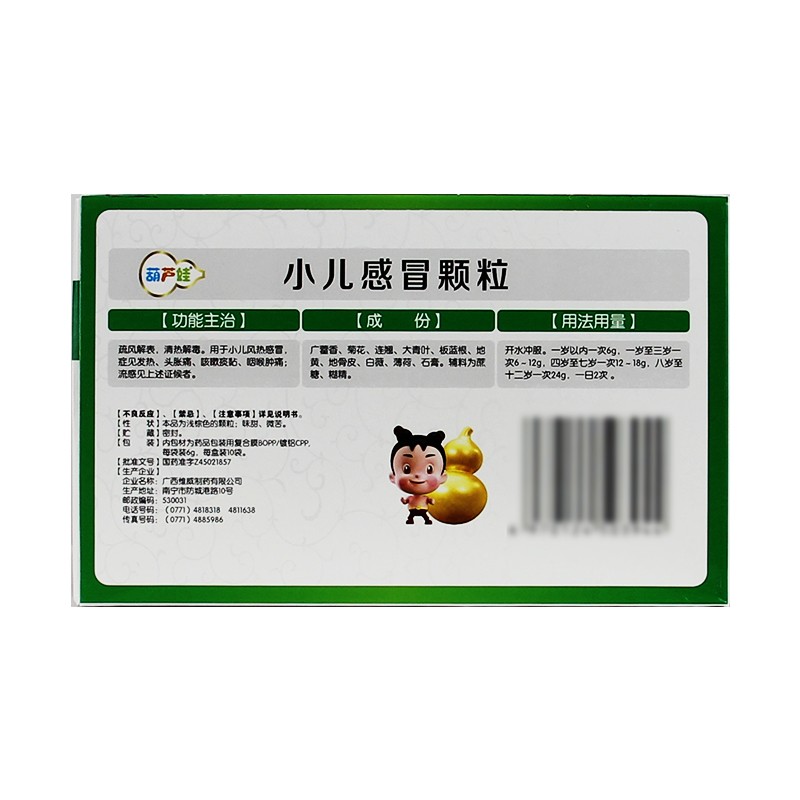 葫芦娃
小儿感冒颗粒
【功能主治】
疏风解表，清热解毒。用于小儿风热感冒，
症见发热、头胀痛、咳嗽痰黏、咽喉肿痛；
流感见上述证候者。
【成 份】
广藿香、菊花、连翘、大青叶、板蓝根、地
黄、地骨皮、白薇、薄荷、石膏。辅料为蔗
糖、糊精。
【用法用量】
开水冲服。一岁以内一次6g，一岁至三岁一
次6-12g，四岁至七岁一次12-18g，八岁至
十二岁一次24g，一日2次。
【不良反应】、【禁忌】、【注意事项】详见说明书。
【性 状】本品为浅棕色的颗粒；味甜、微苦。
【贮 藏】密封。
【包 装】内包材为药品包装用复合膜BOPP/镀铝CPP，
每袋装6g，每盒装10袋。
【批准文号】国药准字Z45021857
【生产企业】
企业名称：广西维威制药有限公司
生产地址：南宁市防城港路10号
邮政编码：530031
电话号码：（0771）4818318 4811638
传真号码：（0771）4885986